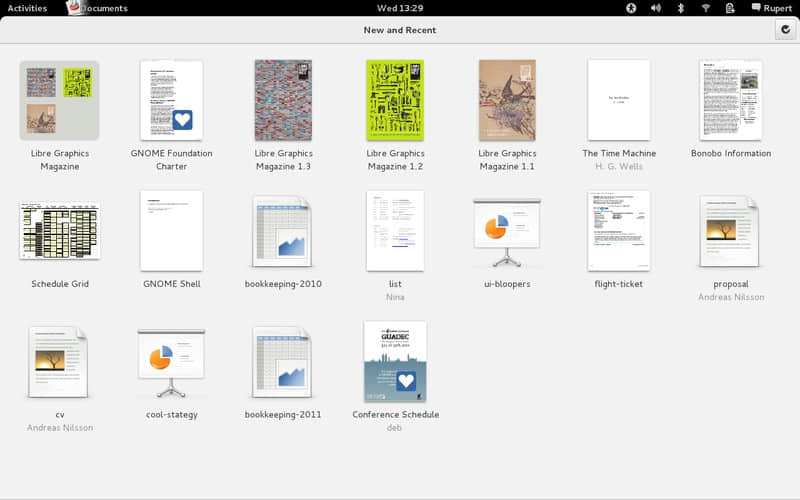 Activities Documents Wed 13:29 Rupert
New and Recent
Libre Graphics Magazine
GNOME Foundation Charter
Libre Graphics Magazine 1.3
Libre Graphics Magazine 1.2
Libre Graphics Magazine 1.1
The Time Machine
H. G. Wells
Bonobo Information
Schedule Grid
GNOME Shell
bookkeeping-2010
list
Nina
ui-bloopers
flight-ticket
proposal
Andreas Nilsson
cv
Andreas Nilsson
cool-stategy
bookkeeping-2011
GUADEC
Conference Schedule
deb